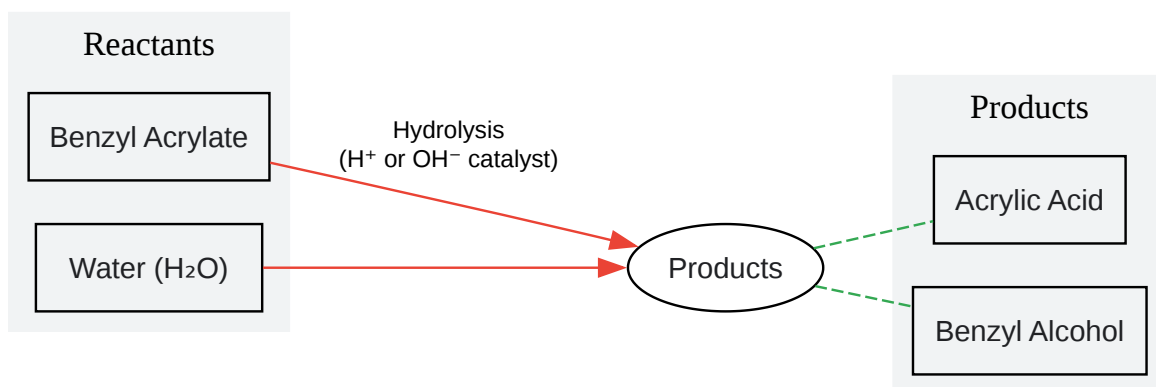 Reactants
Benzyl Acrylate
Water (H₂O)
Hydrolysis
(H⁺ or OH⁻ catalyst)
Products
Products
Acrylic Acid
Benzyl Alcohol